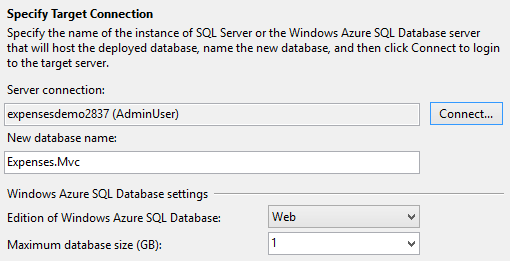 Specify Target Connection
Specify the name of the instance of SQL Server or the Windows Azure SQL Database server
that will host the deployed database, name the new database, and then click Connect to login
to the target server.
Server connection:
expensesdemo2837 (AdminUser)
Connect...
New database name:
Expenses.Mvc
Windows Azure SQL Database settings
Edition of Windows Azure SQL Database:
Web
Maximum database size (GB):
1